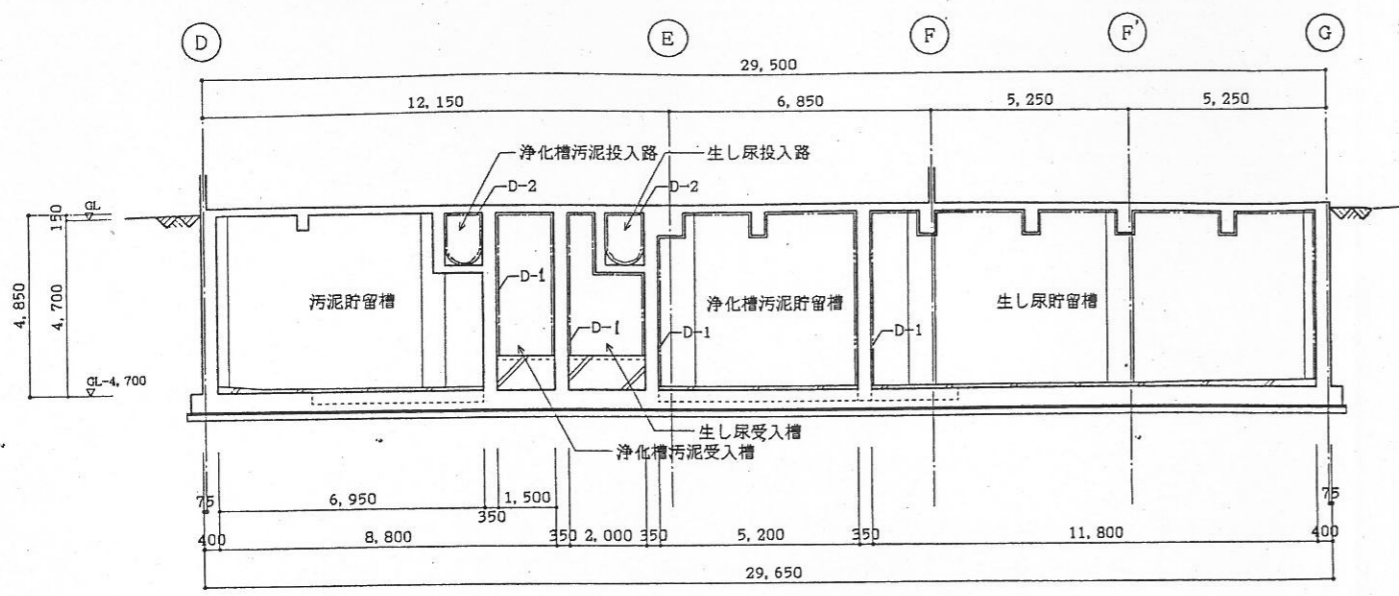 D
E
F
F'
G
29,500
12,150
6,850
5,250
5,250
浄化槽汚泥投入路
生し尿投入路
D-2
D-2
GL
150
4,850
4,700
GL-4,700
汚泥貯留槽
D-1
D-1
浄化槽汚泥貯留槽
D-1
生し尿貯留槽
D-1
生し尿受入槽
浄化槽汚泥受入槽
75
6,950
350
1,500
75
400
8,800
350
2,000
350
5,200
350
11,800
400
29,650